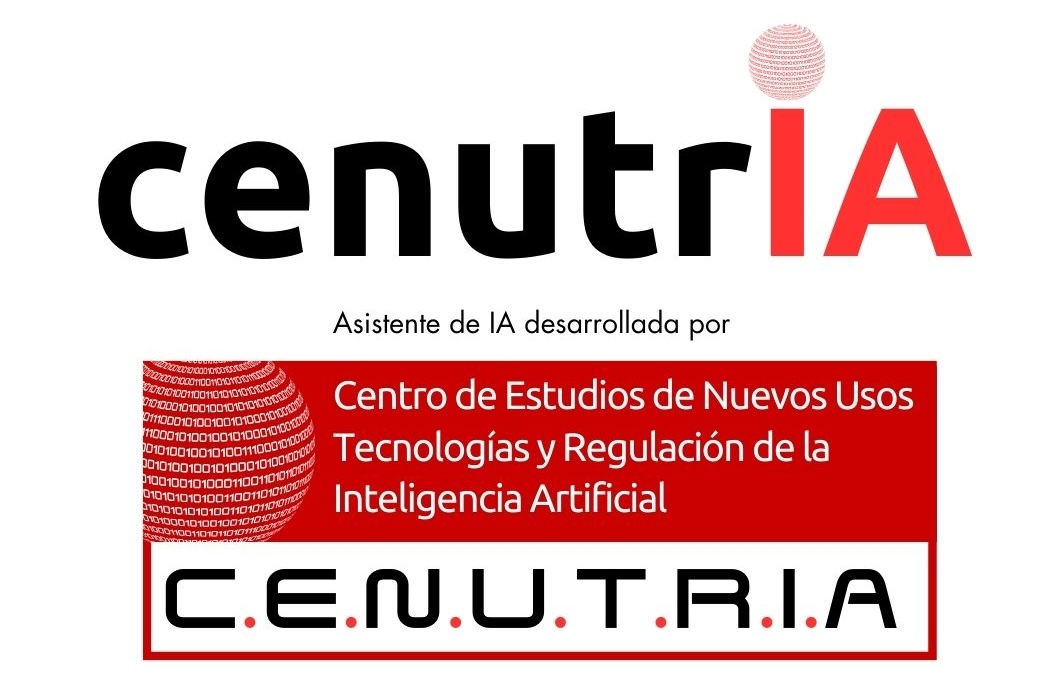 cenutrIA
Asistente de IA desarrollada por
Centro de Estudios de Nuevos Usos
Tecnologías y Regulación de la
Inteligencia Artificial
C.E.N.U.T.R.I.A